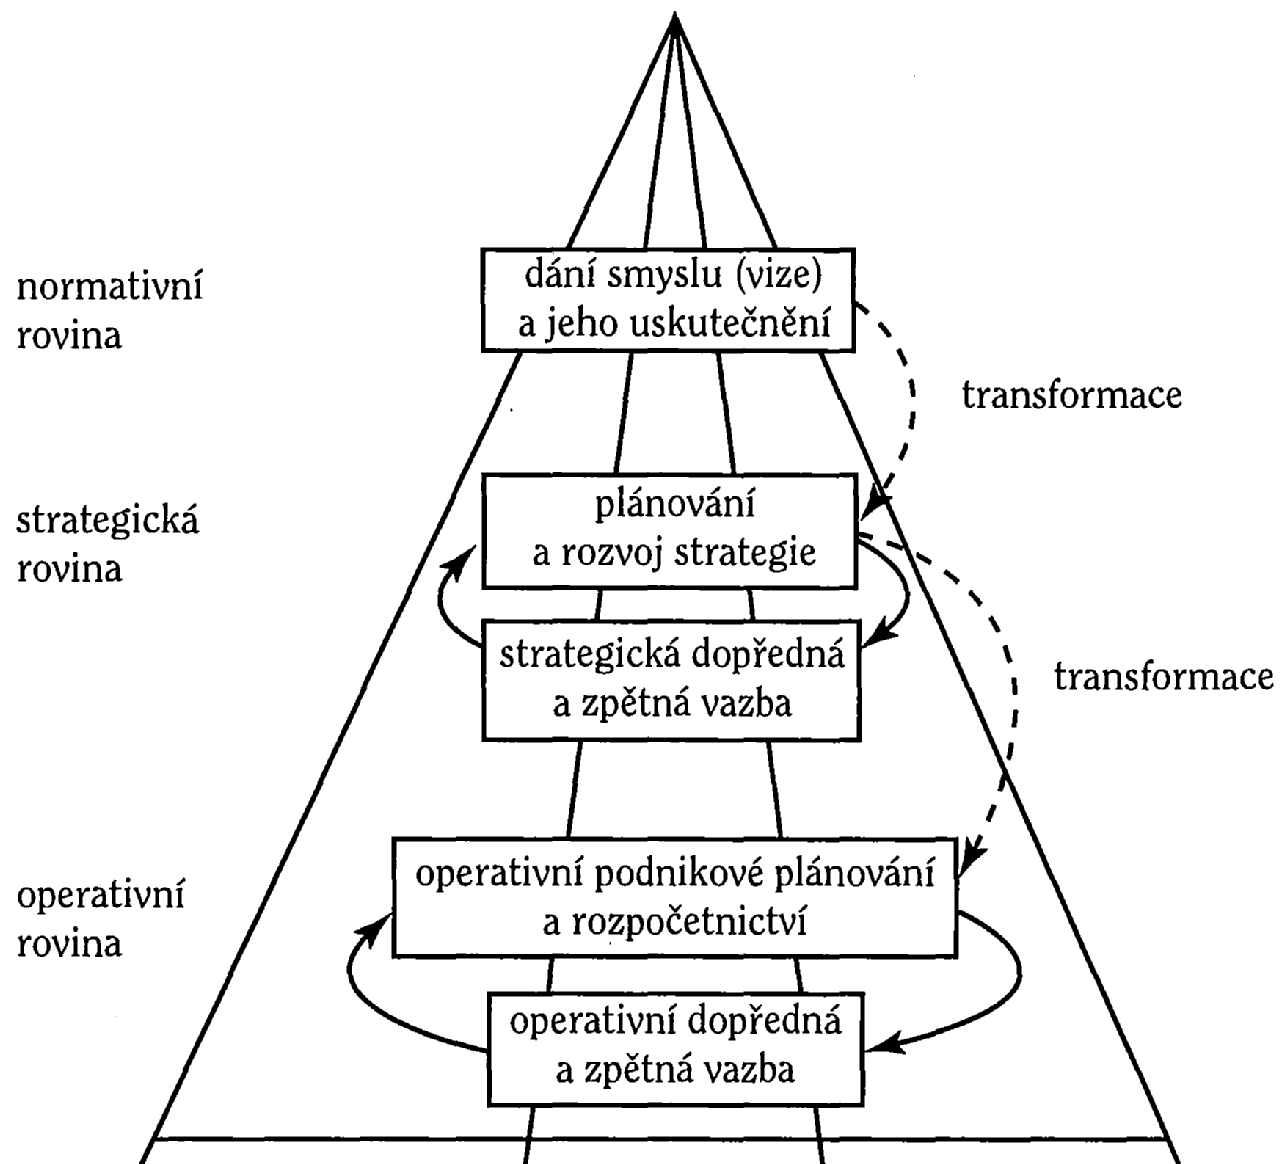 normativní
rovina
dání smyslu (vize)
a jeho uskutečnění
transformace
strategická
rovina
plánování
a rozvoj strategie
strategická dopředná
a zpětná vazba
transformace
operativní
rovina
operativní podnikové plánování
a rozpočetnictví
operativní dopředná
a zpětná vazba